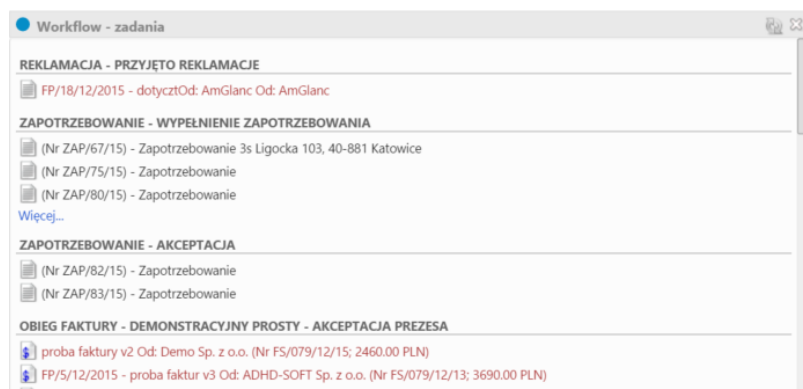 Workflow - zadania
REKLAMACJA - PRZYJĘTO REKLAMACJE
FP/18/12/2015 - dotycztOd: AmGlanc Od: AmGlanc
ZAPOTRZEBOWANIE - WYPEŁNIENIE ZAPOTRZEBOWANIA
(Nr ZAP/67/15) - Zapotrzebowanie 3s Ligocka 103, 40-881 Katowice
(Nr ZAP/75/15) - Zapotrzebowanie
(Nr ZAP/80/15) - Zapotrzebowanie
Więcej...
ZAPOTRZEBOWANIE - AKCEPTACJA
(Nr ZAP/82/15) - Zapotrzebowanie
(Nr ZAP/83/15) - Zapotrzebowanie
OBIEG FAKTURY - DEMONSTRACYJNY PROSTY - AKCEPTACJA PREZESA
proba faktury v2 Od: Demo Sp. z o.o. (Nr FS/079/12/15; 2460.00 PLN)
FP/5/12/2015 - proba faktur v3 Od: ADHD-SOFT Sp. z o.o. (Nr FS/079/12/13; 3690.00 PLN)